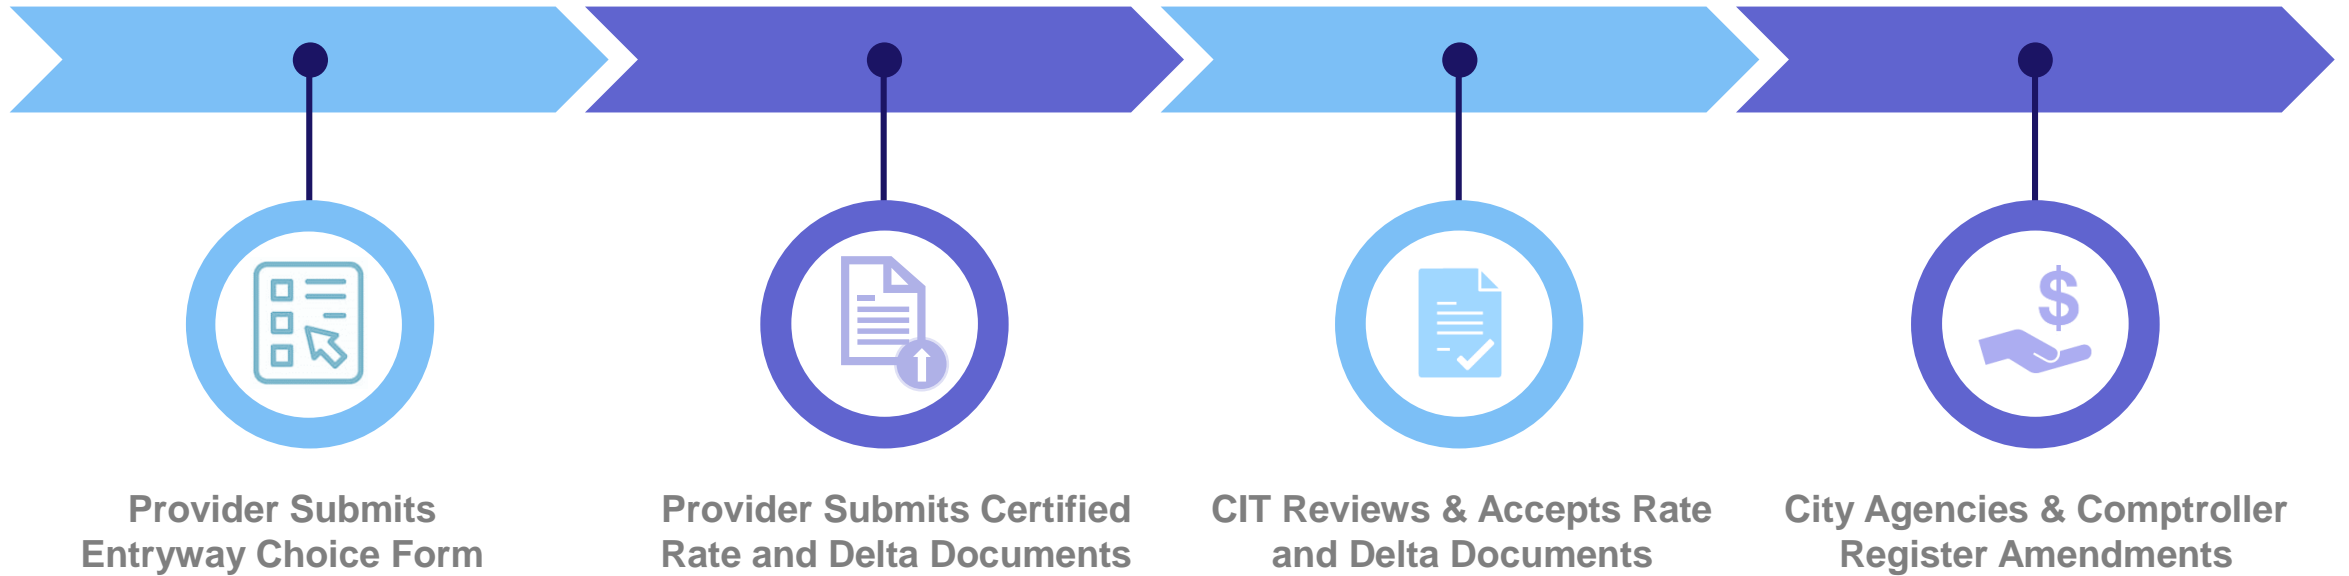 Provider Submits
Entryway Choice Form
Provider Submits Certified
Rate and Delta Documents
CIT Reviews & Accepts Rate
and Delta Documents
$
City Agencies & Comptroller
Register Amendments